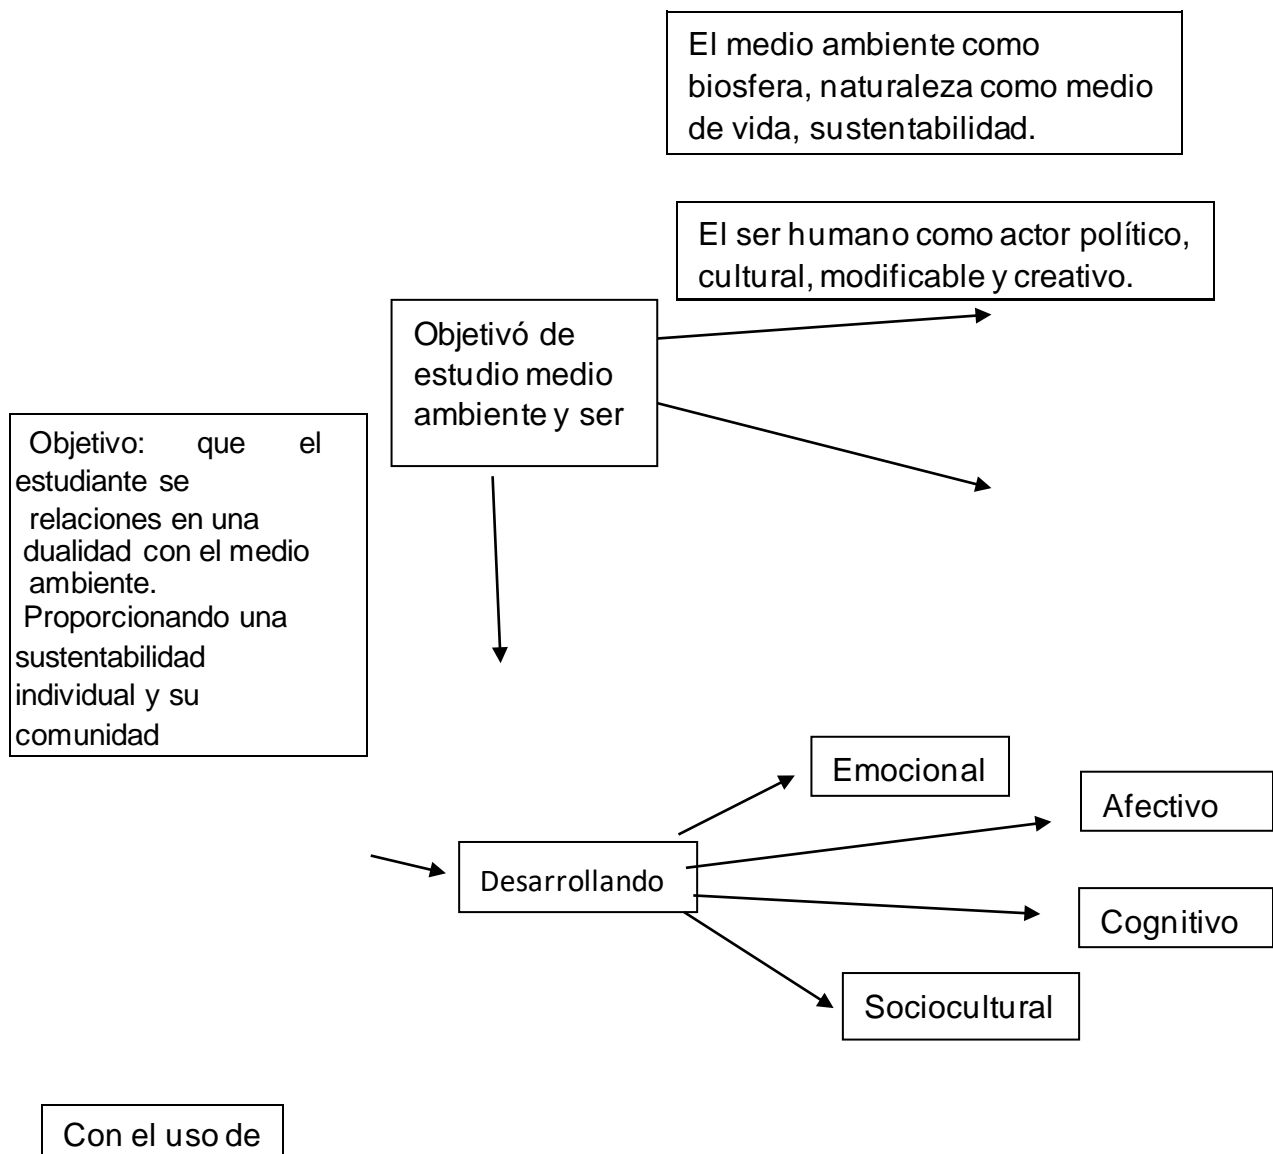 El medio ambiente como
biosfera, naturaleza como medio
de vida, sustentabilidad.
El ser humano como actor político,
cultural, modificable y creativo.
Objetivó de
estudio medio
ambiente y ser
Objetivo: que el
estudiante se
relaciones en una
dualidad con el medio
ambiente.
Proporcionando una
sustentabilidad
individual y su
comunidad
Emocional
Afectivo
Desarrollando
Cognitivo
Sociocultural
Con el uso de